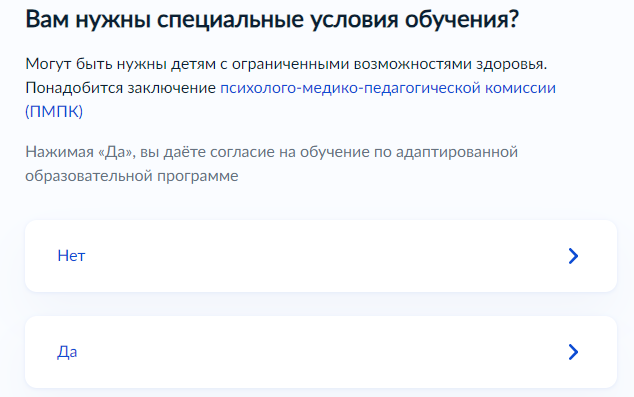 Вам нужны специальные условия обучения?
Могут быть нужны детям с ограниченными возможностями здоровья.
Понадобится заключение психолого-медико-педагогической комиссии
(ПМПК)
Нажимая «Да», вы даёте согласие на обучение по адаптированной
образовательной программе
Нет
Да